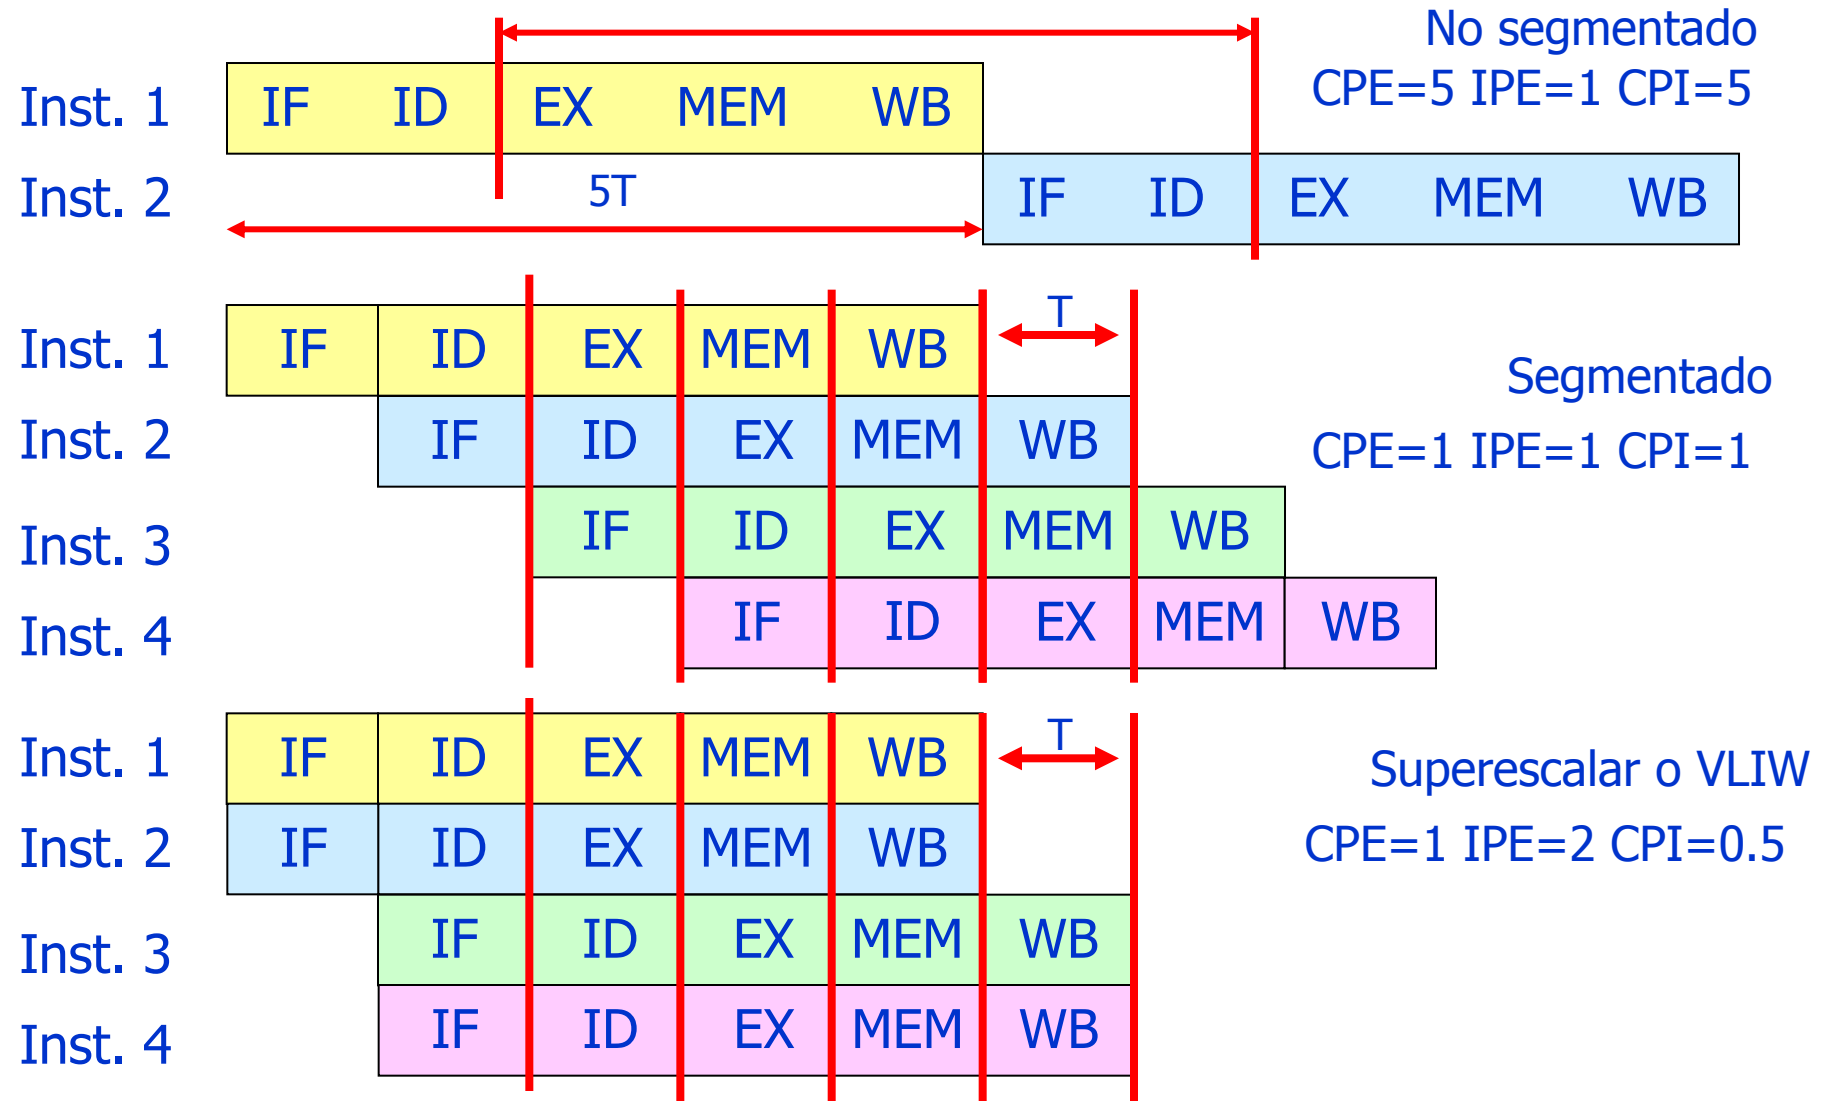 No segmentado
CPE=5 IPE=1 CPI=5
Inst. 1 IF ID EX MEM WB
Inst. 2 5T IF ID EX MEM WB
T
Inst. 1 IF ID EX MEM WB
Segmentado
Inst. 2 IF ID EX MEM WB
CPE=1 IPE=1 CPI=1
Inst. 3 IF ID EX MEM WB
Inst. 4 IF ID EX MEM WB
T
Inst. 1 IF ID EX MEM WB
Superescalar o VLIW
Inst. 2 IF ID EX MEM WB
CPE=1 IPE=2 CPI=0.5
Inst. 3 IF ID EX MEM WB
Inst. 4 IF ID EX MEM WB